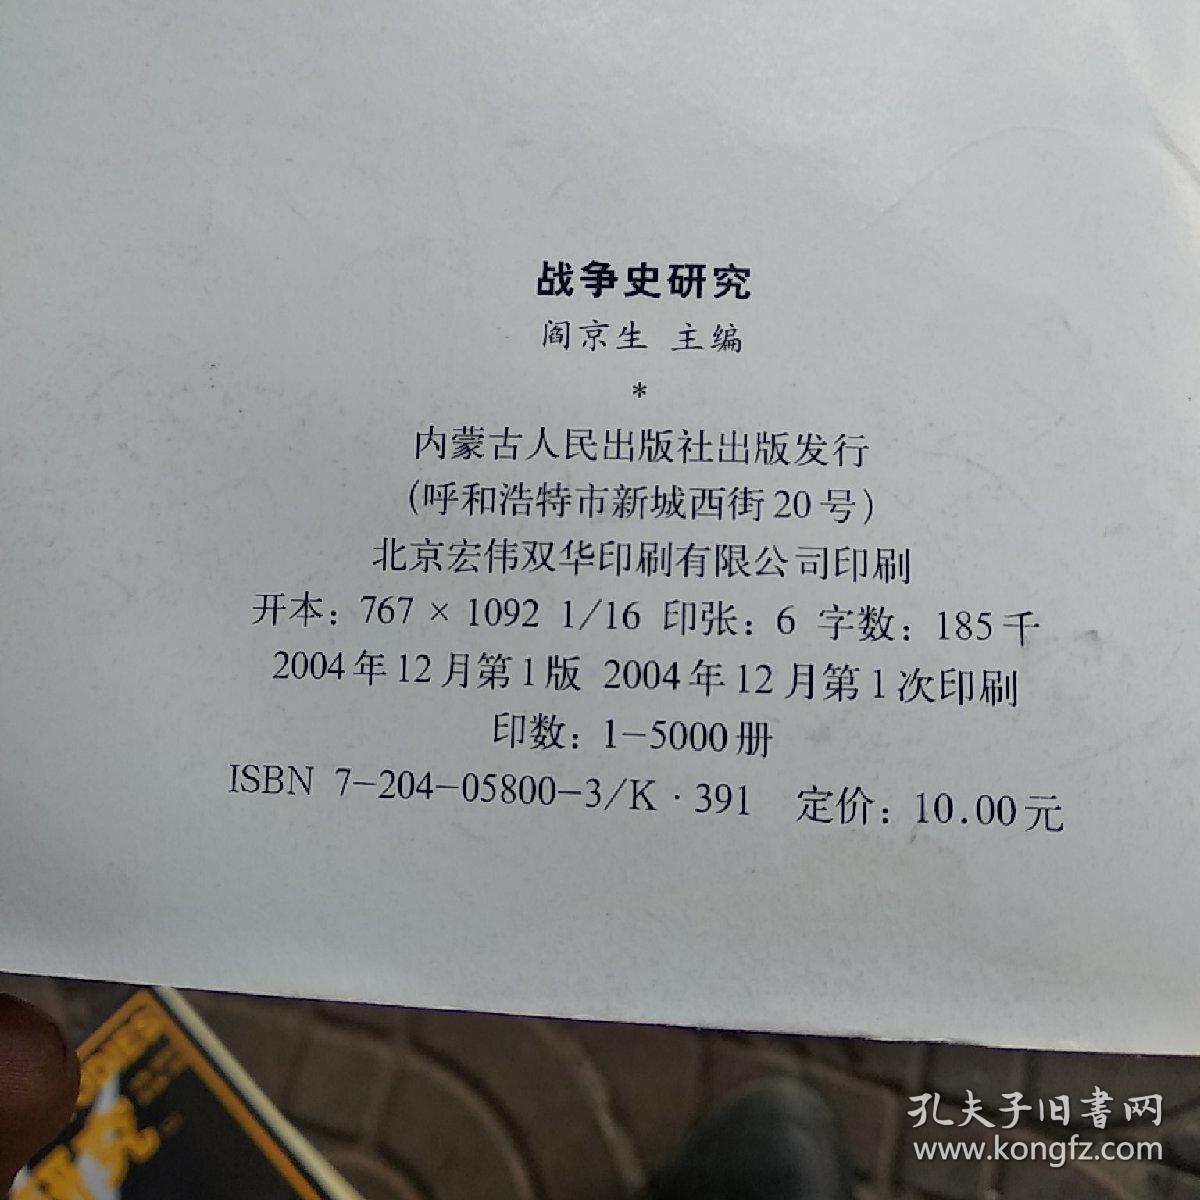 战争史研究
阎京生 主编
*
内蒙古人民出版社出版发行
(呼和浩特市新城西街20号)
北京宏伟双华印刷有限公司印刷
开本: 767 × 1092 1/16 印张: 6 字数: 185千
2004年12月第1版 2004年12月第1次印刷
印数: 1-5000册
ISBN 7-204-05800-3/K·391 定价: 10.00元
研究
孔夫子旧書网
www.kongfz.com